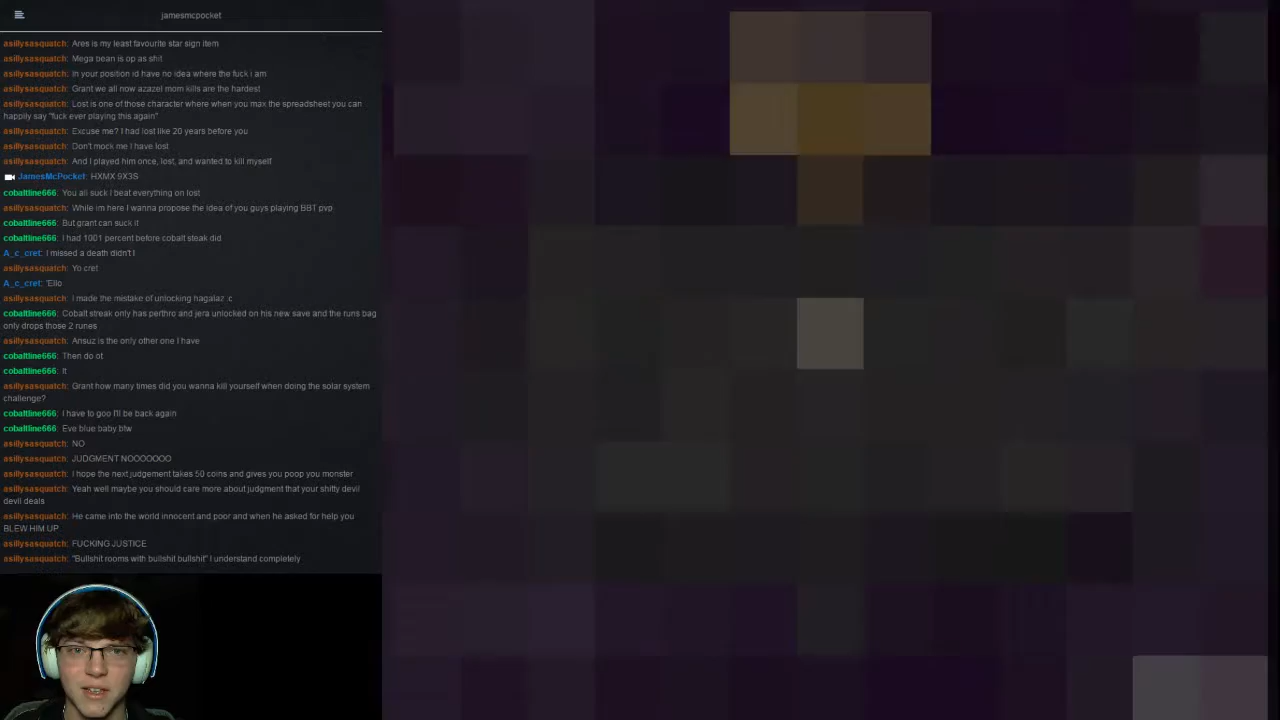 jamesmcpocket
asillysasquatch: Ares is my least favourite star sign item
asillysasquatch: Mega bean is op as shit
asillysasquatch: In your position id have no idea where the fuck i am
asillysasquatch: Grant we all now azazel mom kills are the hardest
asillysasquatch: Lost is one of those character where when you max the spreadsheet you can
happily say "fuck ever playing this again"
asillysasquatch: Excuse me? I had lost like 20 years before you
asillysasquatch: Don't mock me I have lost
asillysasquatch: And I played him once, lost, and wanted to kill myself
JamesMcPocket: HXMX 9X3S
cobaltline666: You all suck I beat everything on lost
asillysasquatch: While im here I wanna propose the idea of you guys playing BBT pvp
cobaltline666: But grant can suck it
cobaltline666: I had 1001 percent before cobalt steak did
A_c_cret: I missed a death didn't I
asillysasquatch: Yo cret
A_c_cret: 'Ello
asillysasquatch: I made the mistake of unlocking hagalaz :c
cobaltline666: Cobalt streak only has perthro and jera unlocked on his new save and the runs bag
only drops those 2 runes
asillysasquatch: Ansuz is the only other one I have
cobaltline666: Then do ot
cobaltline666: It
asillysasquatch: Grant how many times did you wanna kill yourself when doing the solar system
challenge?
cobaltline666: I have to goo I'll be back again
cobaltline666: Eve blue baby btw
asillysasquatch: NO
asillysasquatch: JUDGMENT NOOOOOOO
asillysasquatch: I hope the next judgement takes 50 coins and gives you poop you monster
asillysasquatch: Yeah well maybe you should care more about judgment that your shitty devil
devil deals
asillysasquatch: He came into the world innocent and poor and when he asked for help you
BLEW HIM UP
asillysasquatch: FUCKING JUSTICE
asillysasquatch: "Bullshit rooms with bullshit bullshit" I understand completely